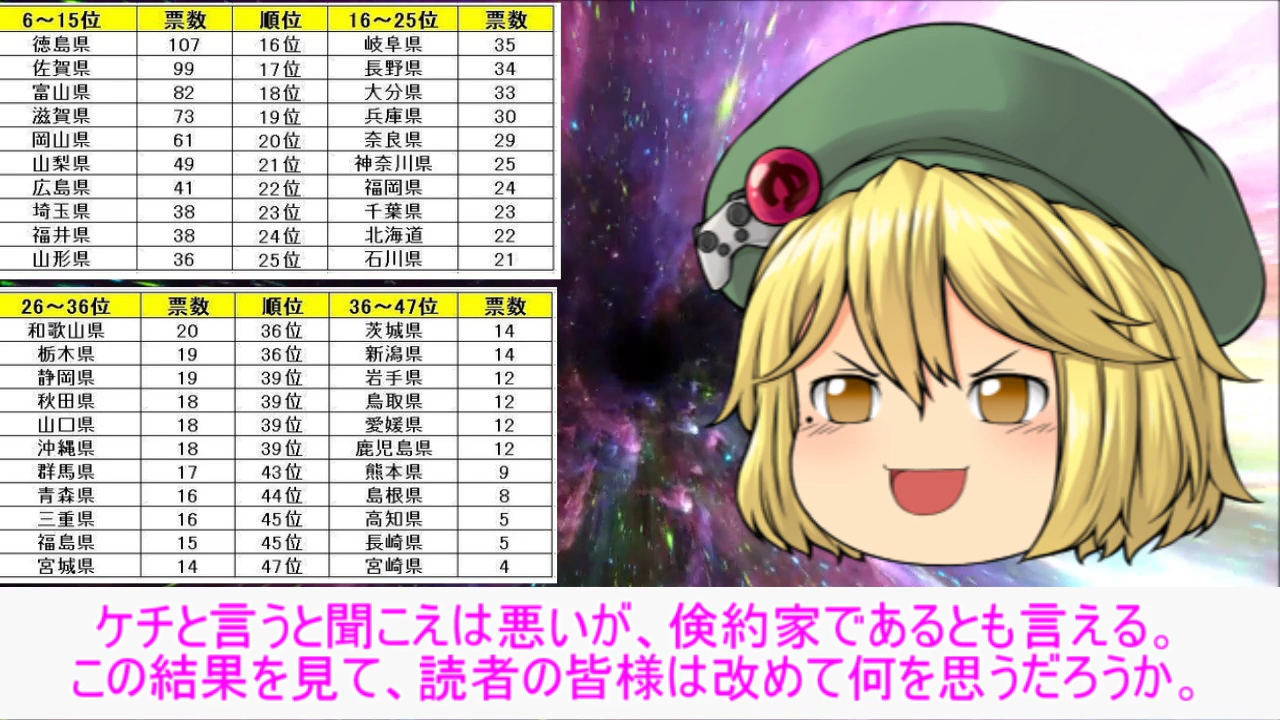 6～15位 票数 順位 16～25位 票数
徳島県 107 16位 岐阜県 35
佐賀県 99 17位 長野県 34
富山県 82 18位 大分県 33
滋賀県 73 19位 兵庫県 30
岡山県 61 20位 奈良県 29
山梨県 49 21位 神奈川県 25
広島県 41 22位 福岡県 24
埼玉県 38 23位 千葉県 23
福井県 38 24位 北海道 22
山形県 36 25位 石川県 21
26～36位 票数 順位 36～47位 票数
和歌山県 20 36位 茨城県 14
栃木県 19 36位 新潟県 14
静岡県 19 39位 岩手県 12
秋田県 18 39位 鳥取県 12
山口県 18 39位 愛媛県 12
沖縄県 18 39位 鹿児島県 12
群馬県 17 43位 熊本県 9
青森県 16 44位 島根県 8
三重県 16 45位 高知県 5
福島県 15 45位 長崎県 5
宮城県 14 47位 宮崎県 4
ケチと言うと聞こえは悪いが、倹約家であるとも言える。
この結果を見て、読者の皆様は改めて何を思うだろうか。